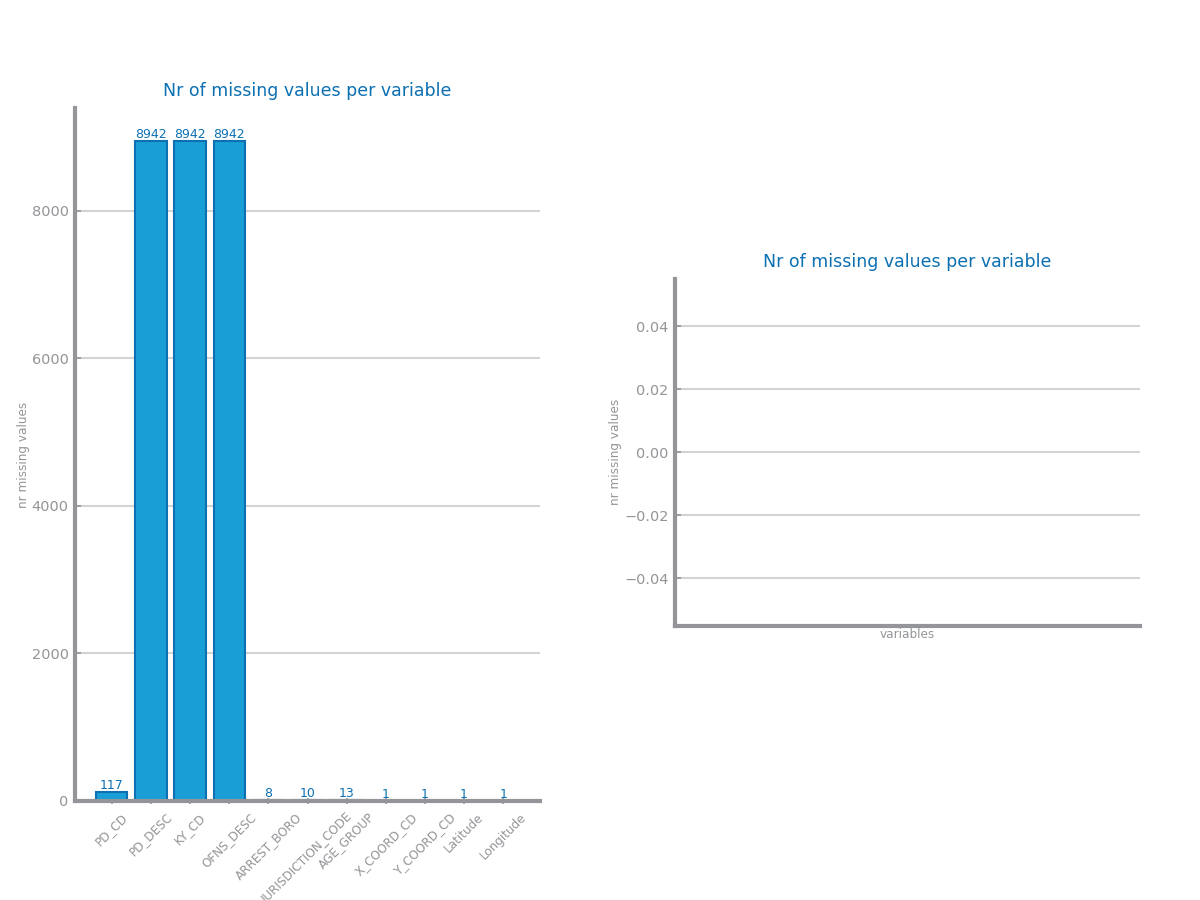 Nr of missing values per variable
8942 8942 8942
8000
6000
4000
2000
0
nr missing values
117
8
10
13
1
1
1
1
PD_CD
PD_DESC
KY_CD
OFNS_DESC
ARREST_BORO
JURISDICTION_CODE
AGE_GROUP
X_COORD_CD
Y_COORD_CD
Latitude
Longitude
Nr of missing values per variable
0.04
0.02
0.00
−0.02
−0.04
nr missing values
variables